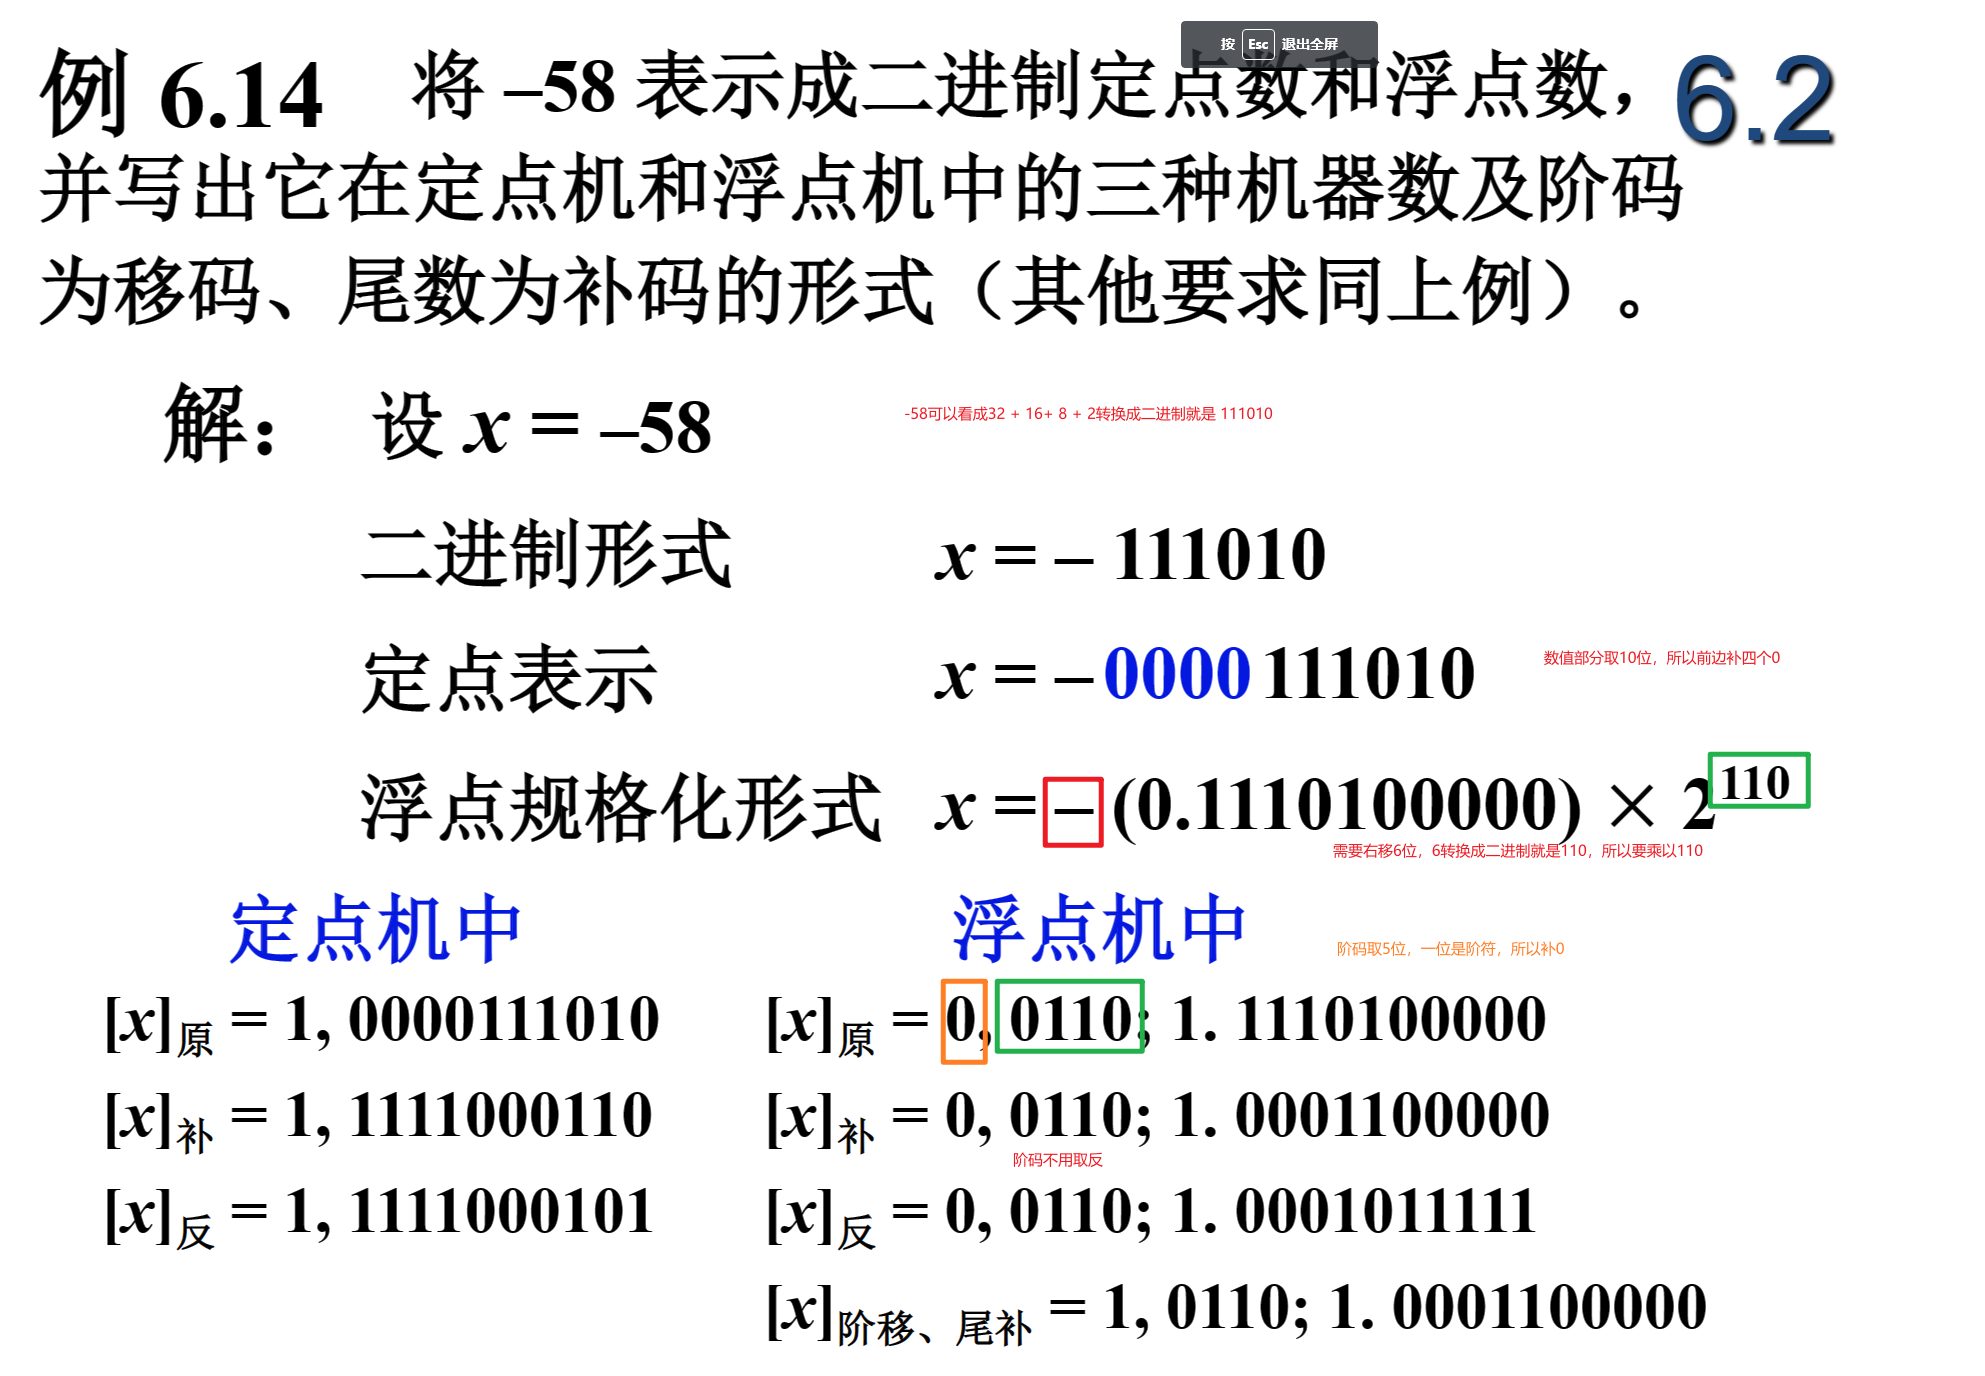 按 Esc 退出全屏
例 6.14 将 –58 表示成二进制定点数和浮点数， 6.2
并写出它在定点机和浮点机中的三种机器数及阶码
为移码、尾数为补码的形式（其他要求同上例）。
解： 设 x = –58
-58可以看成32 + 16+ 8 + 2转换成二进制就是 111010
二进制形式 x = – 111010
定点表示 x = – 0000 111010
数值部分取10位，所以前边补四个0
浮点规格化形式 x = – (0.1110100000) × 2^110
需要右移6位，6转换成二进制就是110，所以要乘以110
定点机中 浮点机中
阶码取5位，一位是阶符，所以补0
[x]原 = 1, 0000111010 [x]原 = 0, 0110; 1. 1110100000
[x]补 = 1, 1111000110 [x]补 = 0, 0110; 1. 0001100000
阶码不用取反
[x]反 = 1, 1111000101 [x]反 = 0, 0110; 1. 0001011111
[x]阶移、尾补 = 1, 0110; 1. 0001100000